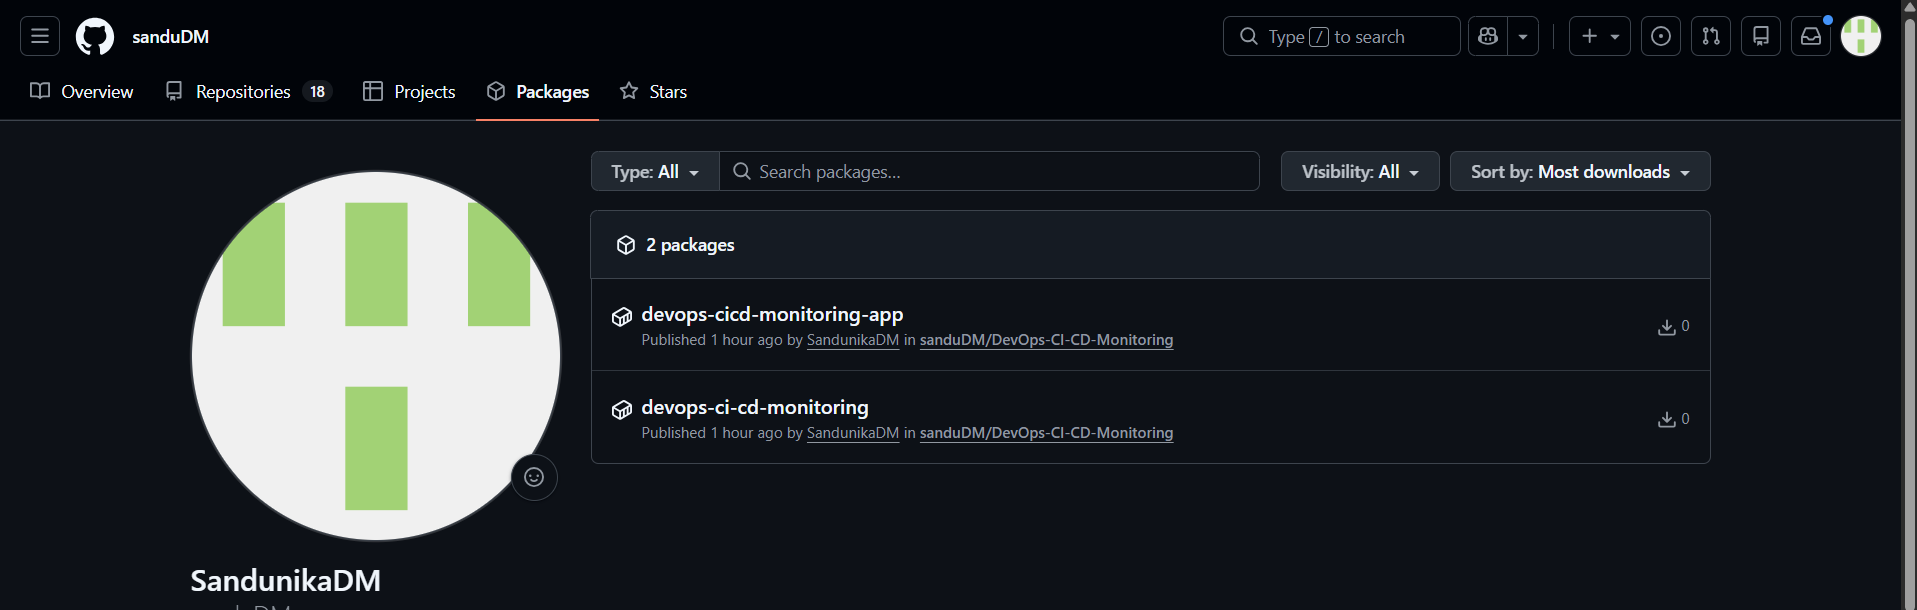 sanduDM
Type / to search
Overview
Repositories 18
Projects
Packages
Stars
Type: All
Search packages...
Visibility: All
Sort by: Most downloads
2 packages
devops-cicd-monitoring-app
Published 1 hour ago by SandunikaDM in sanduDM/DevOps-CI-CD-Monitoring
0
devops-ci-cd-monitoring
Published 1 hour ago by SandunikaDM in sanduDM/DevOps-CI-CD-Monitoring
0
SandunikaDM